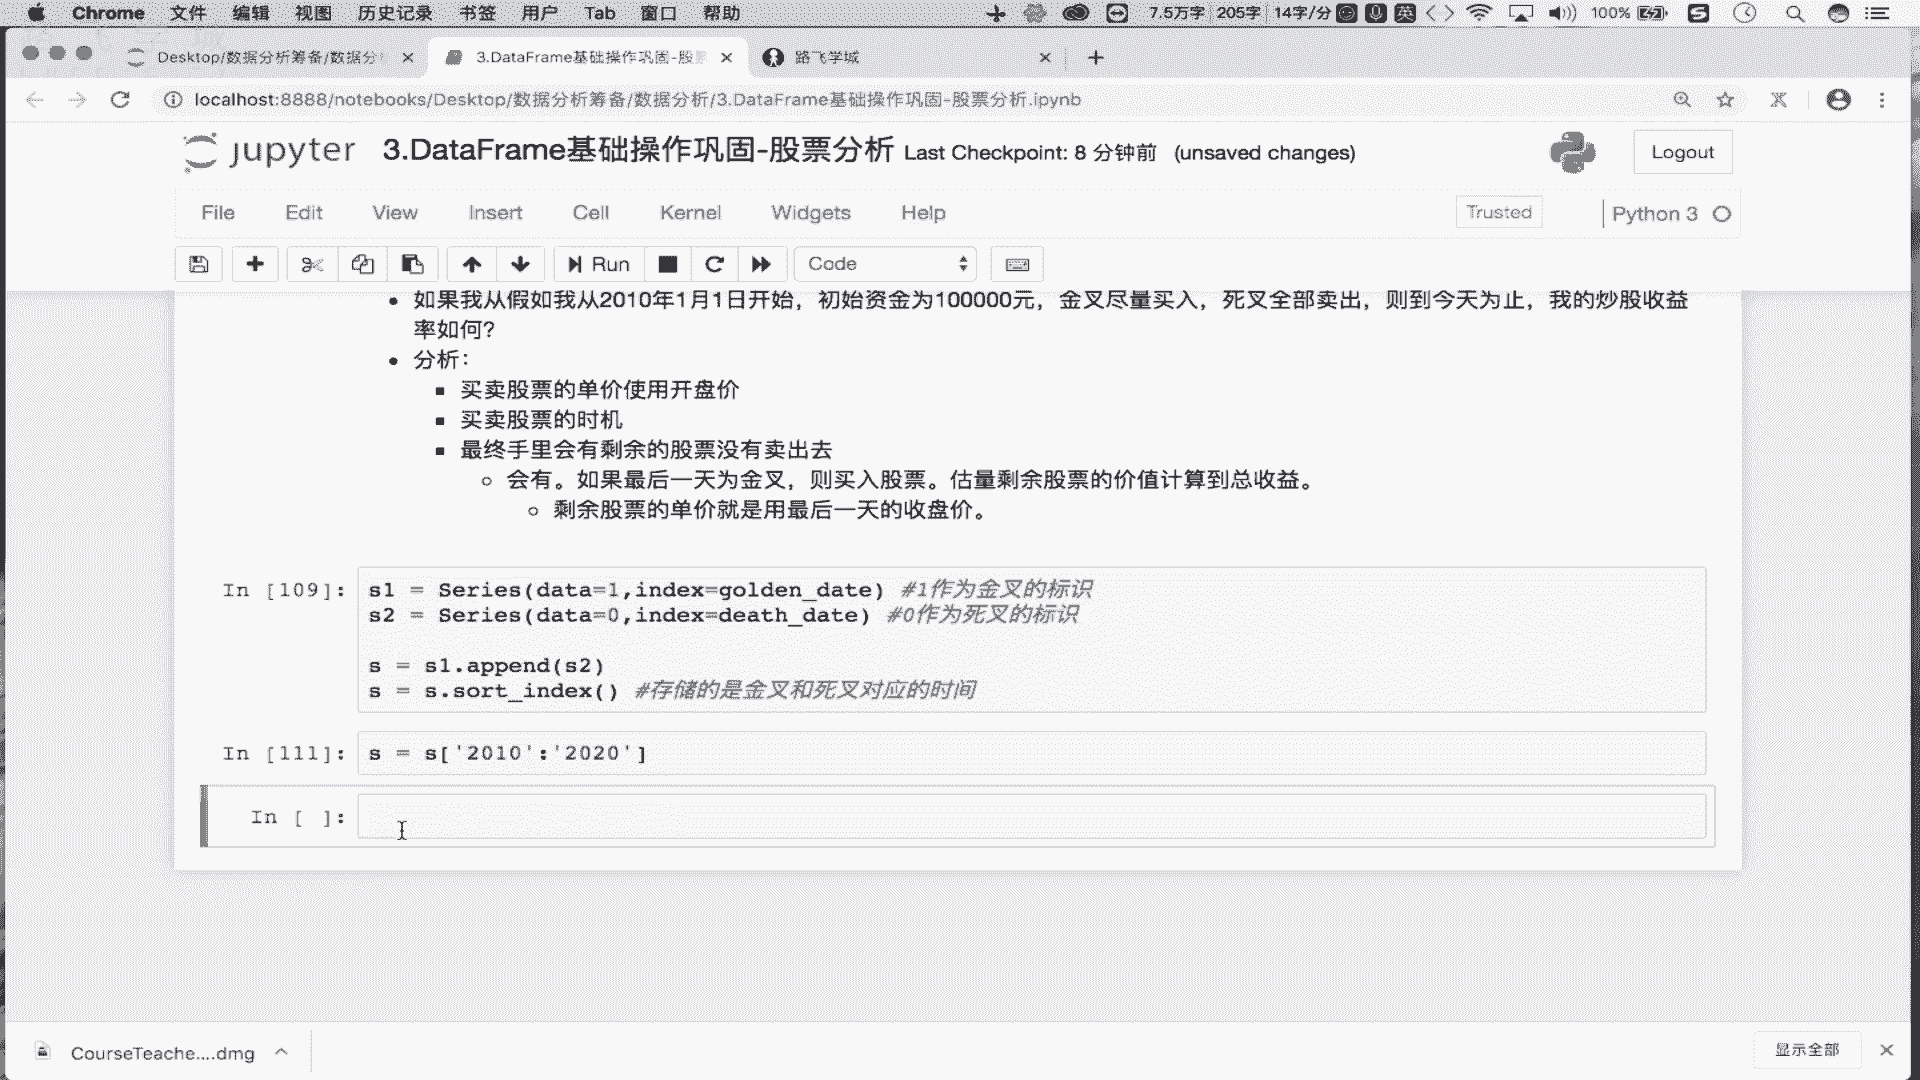 Chrome 文件 编辑 视图 历史记录 书签 用户 Tab 窗口 帮助 7.5万字 205字 14字/分 英 100%
Desktop/数据分析筹备/数据分 3.DataFrame基础操作巩固-股 路飞学城
localhost:8888/notebooks/Desktop/数据分析筹备/数据分析/3.DataFrame基础操作巩固-股票分析.ipynb
jupyter 3.DataFrame基础操作巩固-股票分析 Last Checkpoint: 8 分钟前 (unsaved changes) Logout
File Edit View Insert Cell Kernel Widgets Help Trusted Python 3
Run Code
如果我从假如我从2010年1月1日开始，初始资金为100000元，金叉尽量买入，死叉全部卖出，则到今天为止，我的炒股收益
率如何？
分析：
买卖股票的单价使用开盘价
买卖股票的时机
最终手里会有剩余的股票没有卖出去
会有。如果最后一天为金叉，则买入股票。估量剩余股票的价值计算到总收益。
剩余股票的单价就是用最后一天的收盘价。
In [109]: s1 = Series(data=1,index=golden_date) #1作为金叉的标识
s2 = Series(data=0,index=death_date) #0作为死叉的标识
s = s1.append(s2)
s = s.sort_index() #存储的是金叉和死叉对应的时间
In [111]: s = s['2010':'2020']
In [ ]:
CourseTeache....dmg 显示全部